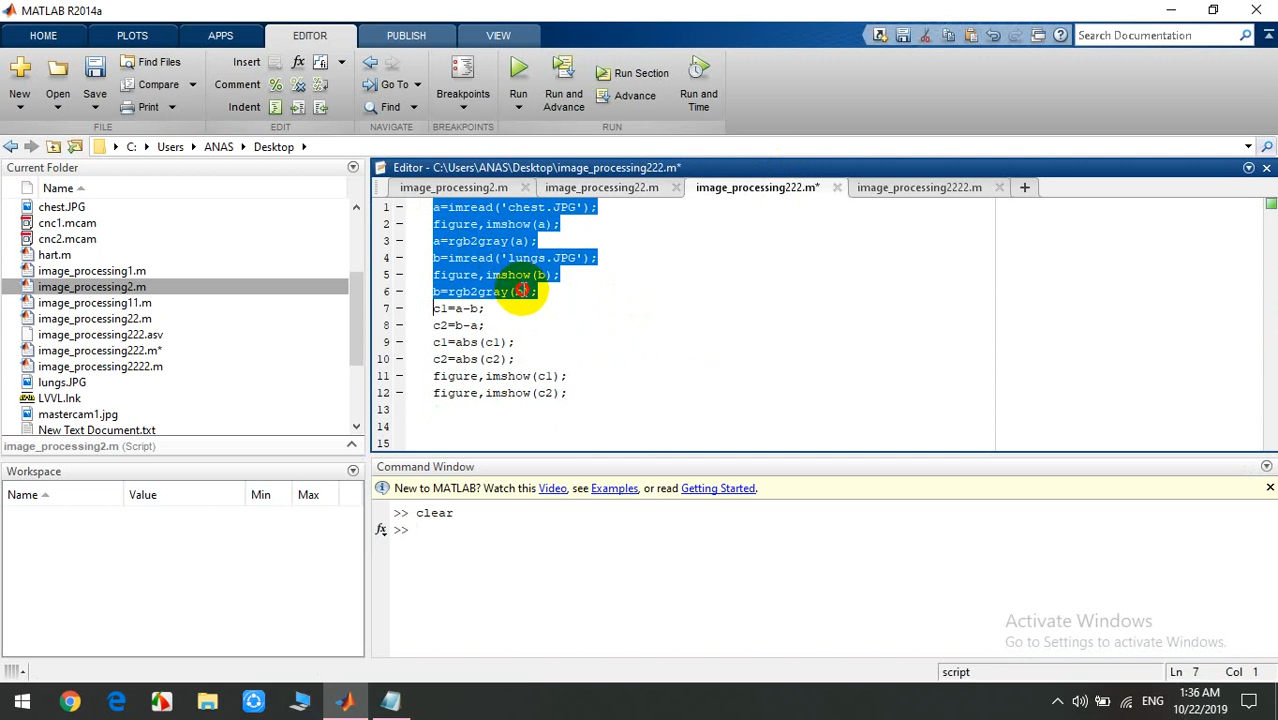 MATLAB R2014a
HOME PLOTS APPS EDITOR PUBLISH VIEW
Search Documentation
New Open Save
Find Files
Compare
Print
FILE
Insert
Comment
Indent
EDIT
Go To
Find
NAVIGATE
Breakpoints
BREAKPOINTS
Run
Run and Advance
Run Section
Advance
Run and Time
RUN
C: Users ANAS Desktop
Current Folder
Name
chest.JPG
cnc1.mcam
cnc2.mcam
hart.m
image_processing1.m
image_processing2.m
image_processing11.m
image_processing22.m
image_processing222.asv
image_processing222.m*
image_processing2222.m
lungs.JPG
LVVL.lnk
mastercam1.jpg
New Text Document.txt
image_processing2.m (Script)
Workspace
Name Value Min Max
Editor - C:\Users\ANAS\Desktop\image_processing222.m*
image_processing2.m image_processing22.m image_processing222.m* image_processing2222.m
1 a=imread('chest.JPG');
2 figure,imshow(a);
3 a=rgb2gray(a);
4 b=imread('lungs.JPG');
5 figure,imshow(b);
6 b=rgb2gray(b);
7 c1=a-b;
8 c2=b-a;
9 c1=abs(c1);
10 c2=abs(c2);
11 figure,imshow(c1);
12 figure,imshow(c2);
13
14
15
Command Window
New to MATLAB? Watch this Video, see Examples, or read Getting Started.
>> clear
fx >>
Activate Windows
Go to Settings to activate Windows.
script Ln 7 Col 1
ENG
1:36 AM
10/22/2019